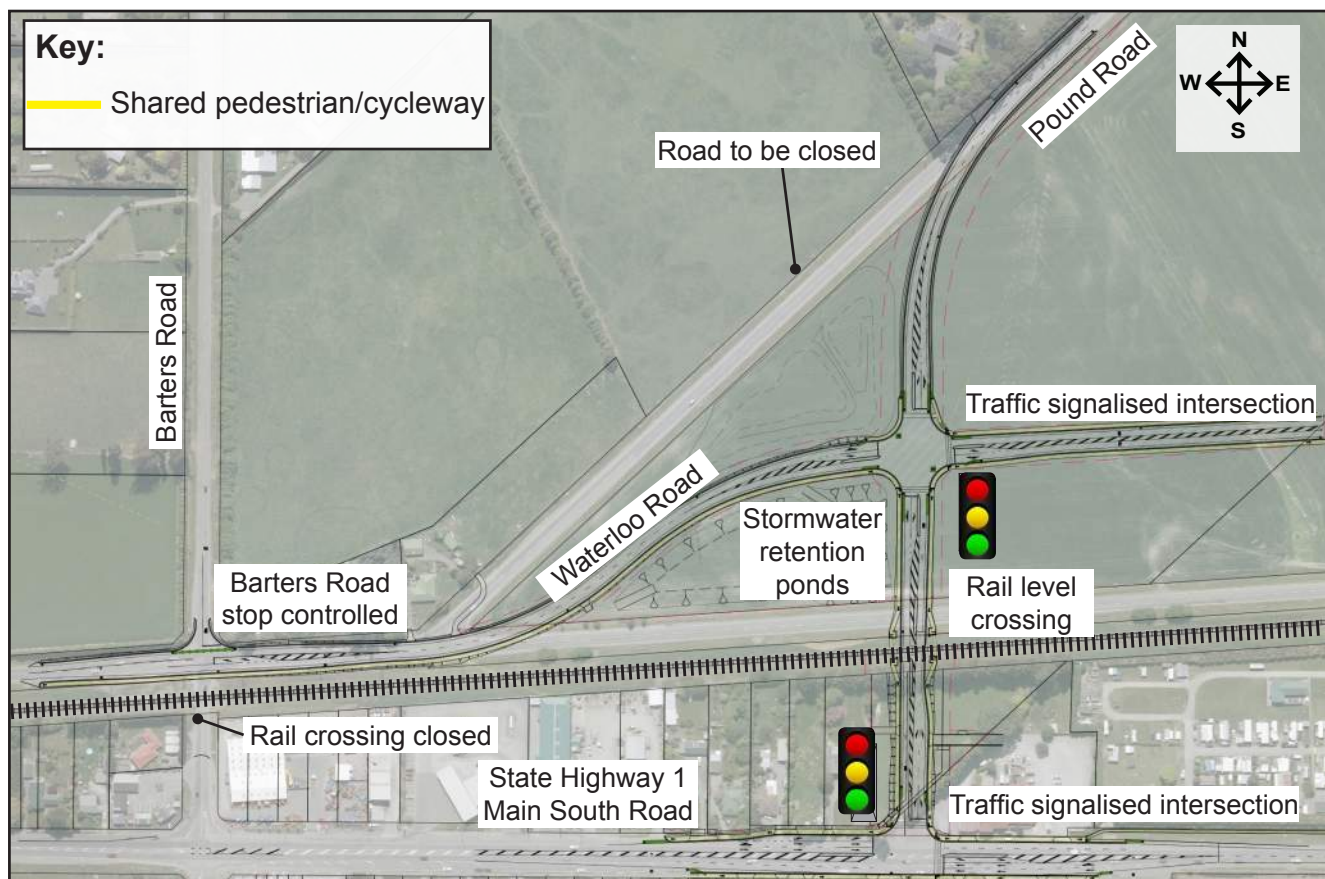 Key:
Shared pedestrian/cycleway
N
W
E
S
Pound Road
Road to be closed
Barters Road
Traffic signalised intersection
Waterloo Road
Stormwater
retention
ponds
Barters Road
stop controlled
Rail level
crossing
Rail crossing closed
State Highway 1
Main South Road
Traffic signalised intersection